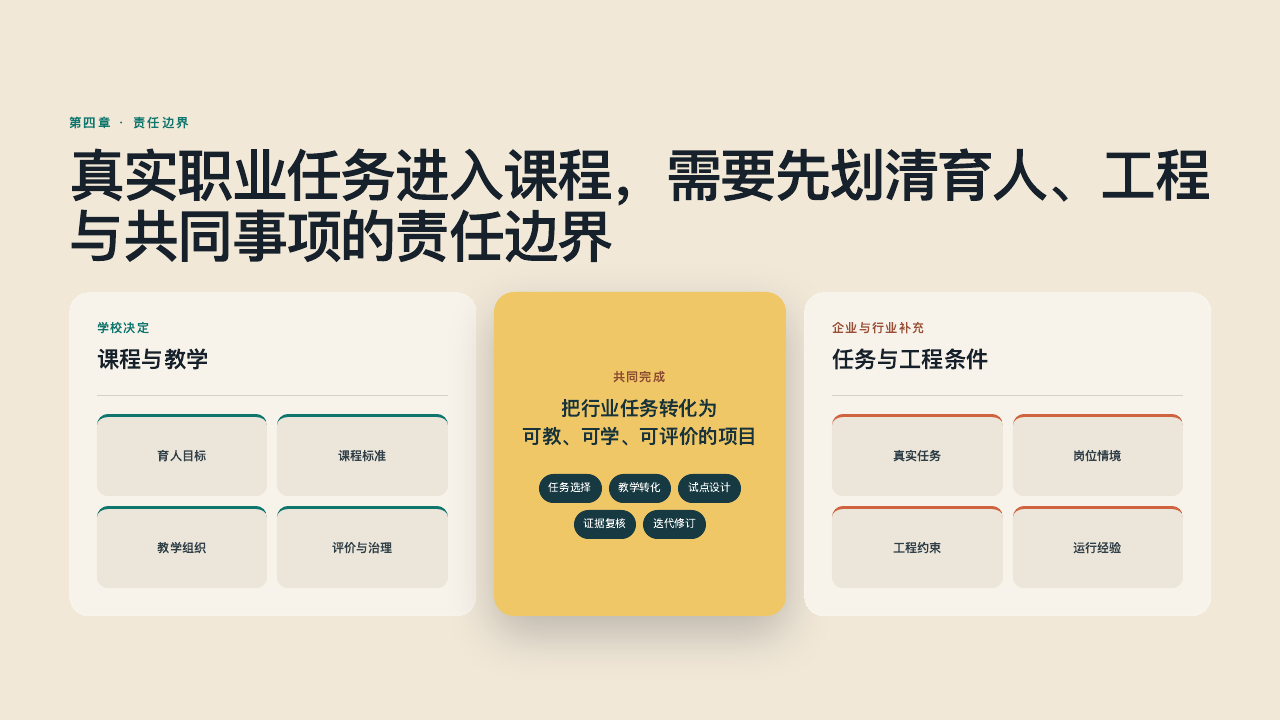 第四章 · 责任边界
真实职业任务进入课程，需要先划清育人、工程
与共同事项的责任边界
学校决定
课程与教学
育人目标
课程标准
教学组织
评价与治理
共同完成
把行业任务转化为
可教、可学、可评价的项目
任务选择
教学转化
试点设计
证据复核
迭代修订
企业与行业补充
任务与工程条件
真实任务
岗位情境
工程约束
运行经验